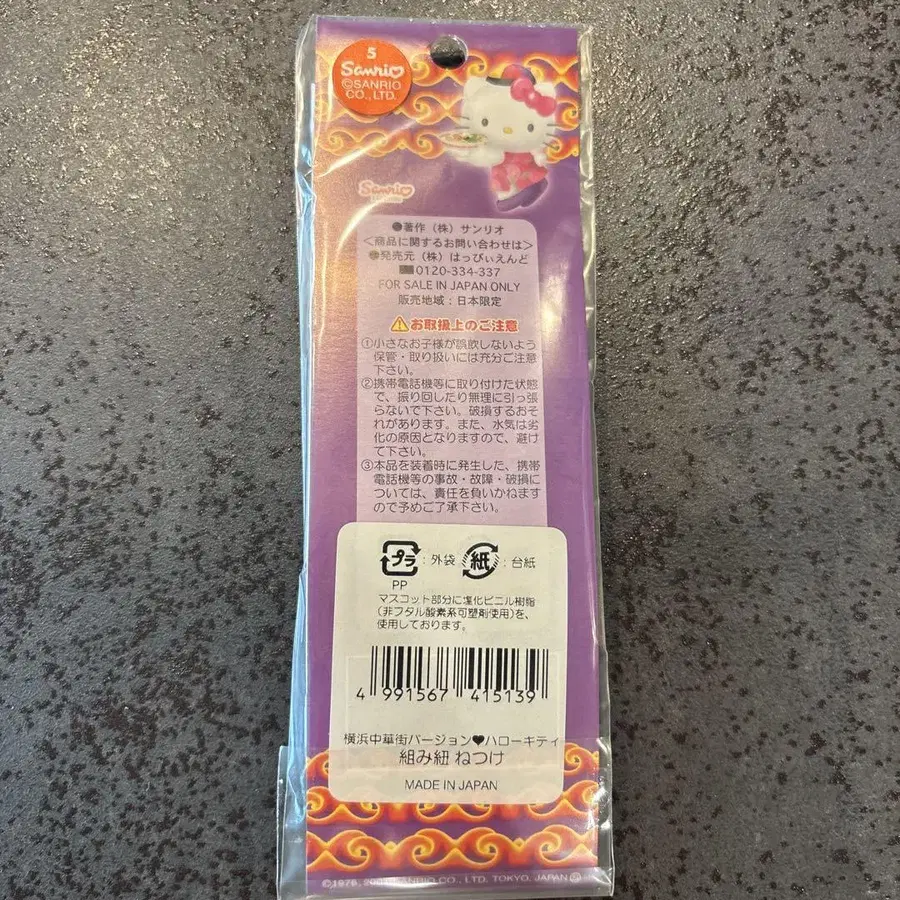 5
Sanrio
©SANRIO
CO., LTD.
Sanrio
●著作（株）サンリオ
＜商品に関するお問い合わせは＞
●発売元（株）はっぴぃえんど
0120-334-337
FOR SALE IN JAPAN ONLY
販売地域：日本限定
お取扱上のご注意
①小さなお子様が誤飲しないよう
保管・取り扱いには充分ご注意
下さい。
②携帯電話機等に取り付けた状態
で、振り回したり無理に引っ張
らないで下さい。破損するおそ
れがあります。また、水気は劣
化の原因となりますので、避け
て下さい。
③本品を装着時に発生した、携帯
電話機等の事故・故障・破損に
ついては、責任を負いかねます
ので予めご了承下さい。
プラ：外袋 紙：台紙
PP
マスコット部分に塩化ビニル樹脂
（非フタル酸素系可塑剤使用）を、
使用しております。
4 991567 415139
横浜中華街バージョン♥ハローキティ
組み紐 ねつけ
MADE IN JAPAN
©1976, SANRIO CO., LTD. TOKYO, JAPAN